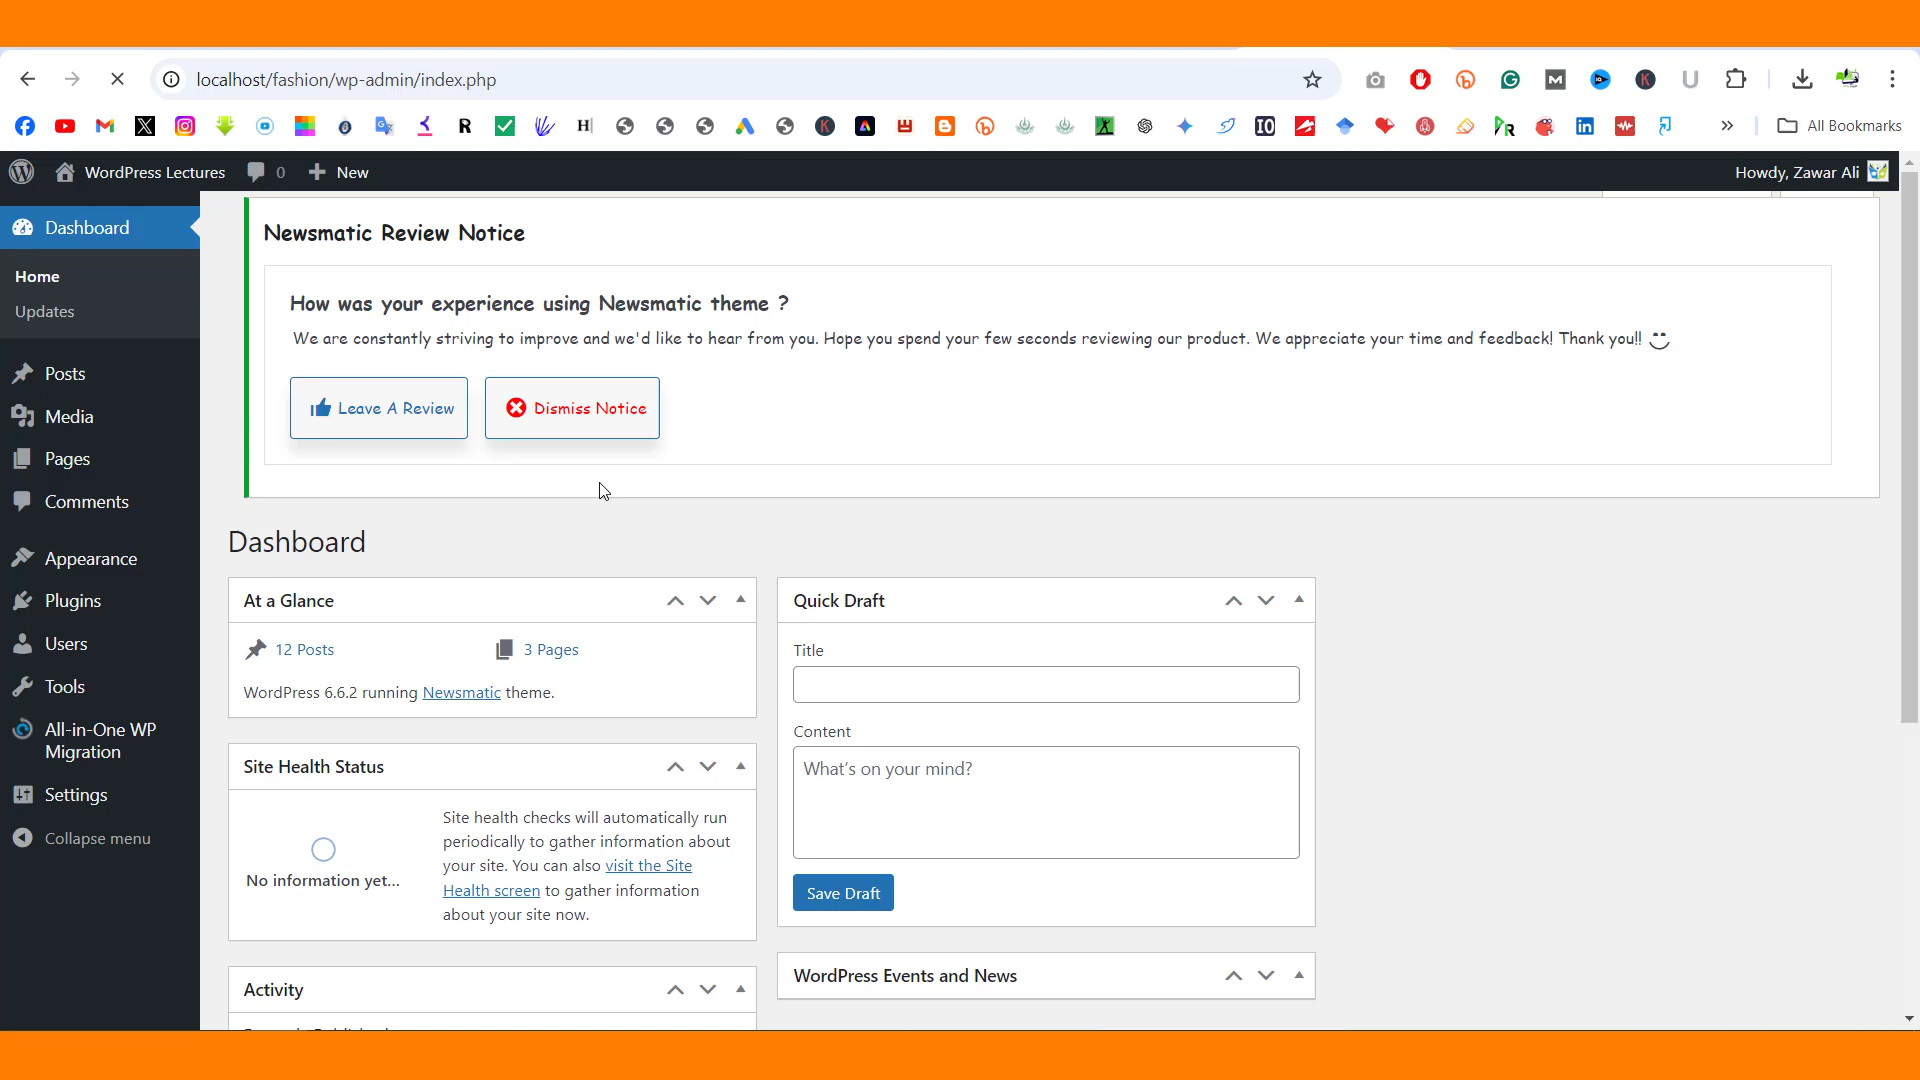 localhost/fashion/wp-admin/index.php
All Bookmarks
WordPress Lectures
0
New
Howdy, Zawar Ali
Dashboard
Home
Updates
Posts
Media
Pages
Comments
Appearance
Plugins
Users
Tools
All-in-One WP
Migration
Settings
Collapse menu
Newsmatic Review Notice
How was your experience using Newsmatic theme ?
We are constantly striving to improve and we'd like to hear from you. Hope you spend your few seconds reviewing our product. We appreciate your time and feedback! Thank you!!
Leave A Review
Dismiss Notice
Dashboard
At a Glance
12 Posts
3 Pages
WordPress 6.6.2 running Newsmatic theme.
Site Health Status
No information yet...
Site health checks will automatically run
periodically to gather information about
your site. You can also visit the Site
Health screen to gather information
about your site now.
Activity
Quick Draft
Title
Content
What's on your mind?
Save Draft
WordPress Events and News